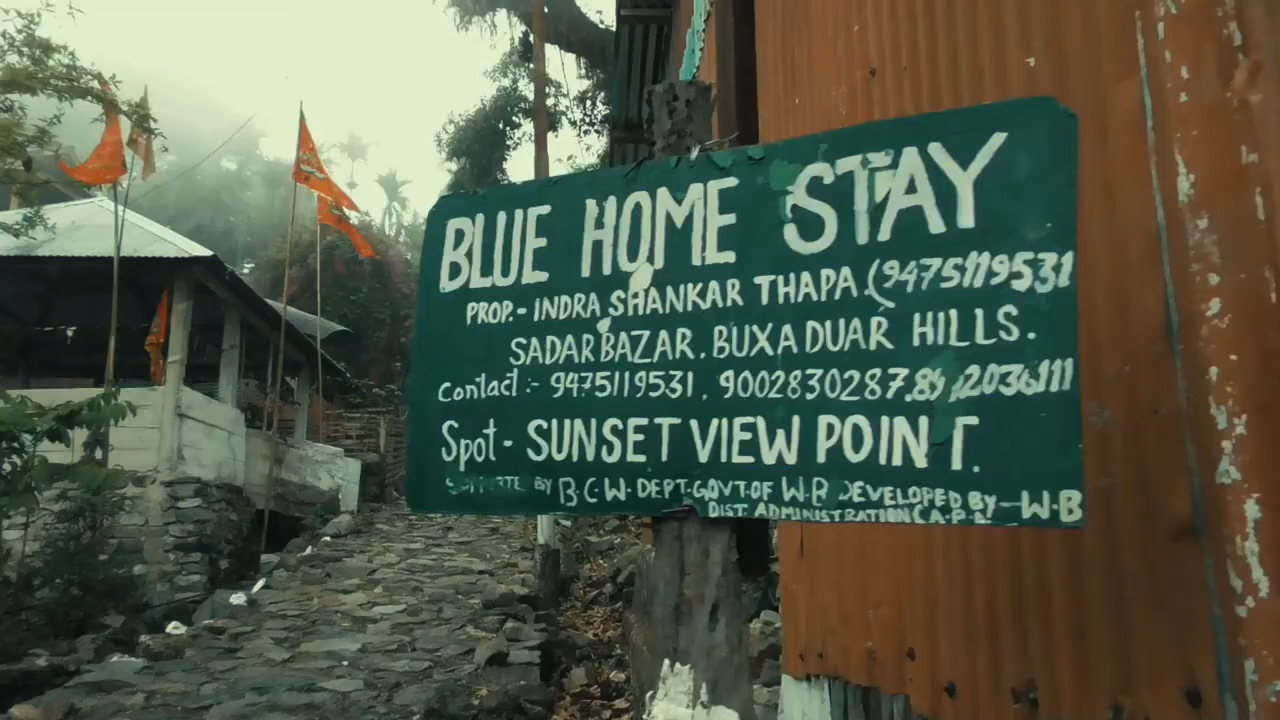 BLUE HOME STAY
PROP.- INDRA SHANKAR THAPA (9475119531
SADAR BAZAR. BUXA DUAR HILLS.
Contact :- 9475119531, 9002830287.
Spot - SUNSET VIEW POINT.
BY B.C.W. DEPT. GOVT. OF W.B DEVELOPED BY - W.B
DIST. ADMINISTRATION